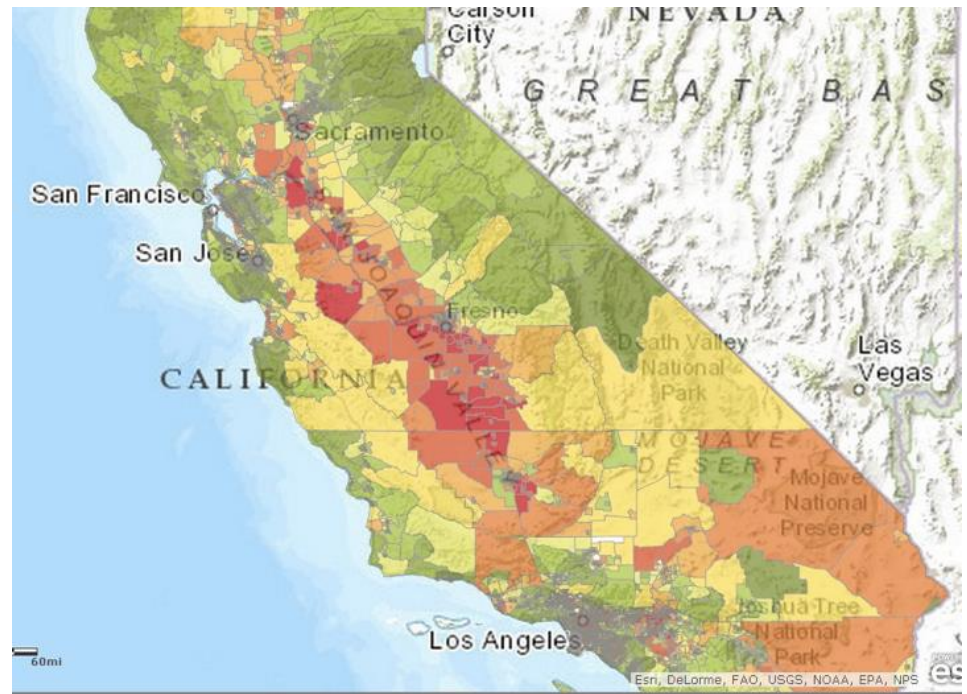 Carson
City
NEVADA
GREAT BAS
Sacramento
San Francisco
San Jose
SAN JOAQUIN VALLEY
Fresno
CALIFORNIA
Death Valley
National
Park
Las
Vegas
MOJAVE
DESERT
Mojave
National
Preserve
Joshua Tree
National
Park
Los Angeles
60mi
Esri, DeLorme, FAO, USGS, NOAA, EPA, NPS
es